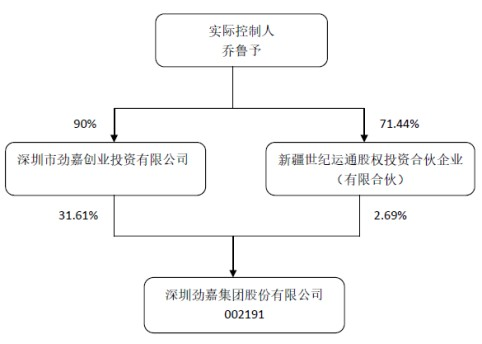 实际控制人
乔鲁予
90%
71.44%
深圳市劲嘉创业投资有限公司
新疆世纪运通股权投资合伙企业
（有限合伙）
31.61%
2.69%
深圳劲嘉集团股份有限公司
002191